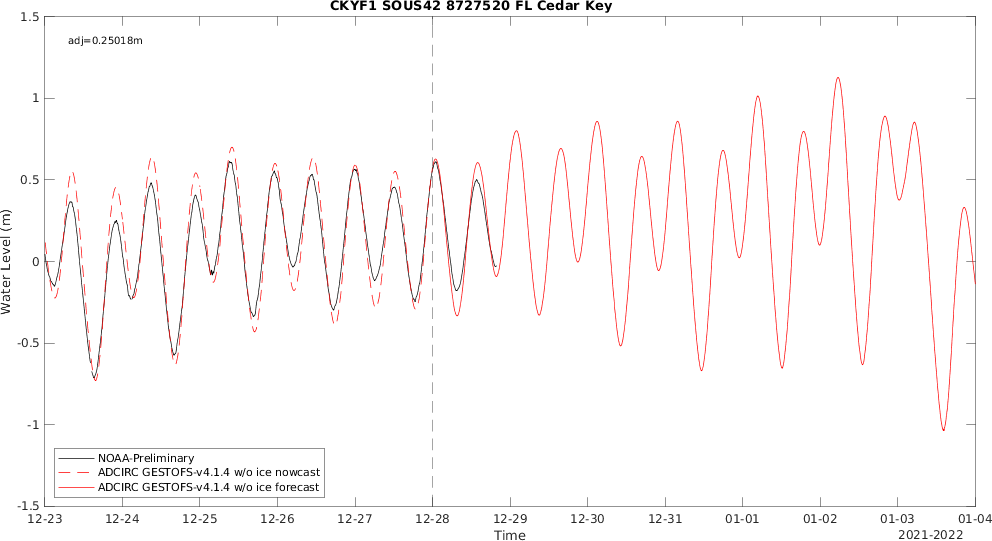 CKYF1 SOUS42 8727520 FL Cedar Key
adj=0.25018m
1.5
1
0.5
0
-0.5
-1
-1.5
Water Level (m)
NOAA-Preliminary
ADCIRC GESTOFS-v4.1.4 w/o ice nowcast
ADCIRC GESTOFS-v4.1.4 w/o ice forecast
12-23 12-24 12-25 12-26 12-27 12-28 12-29 12-30 12-31 01-01 01-02 01-03 01-04
Time
2021-2022